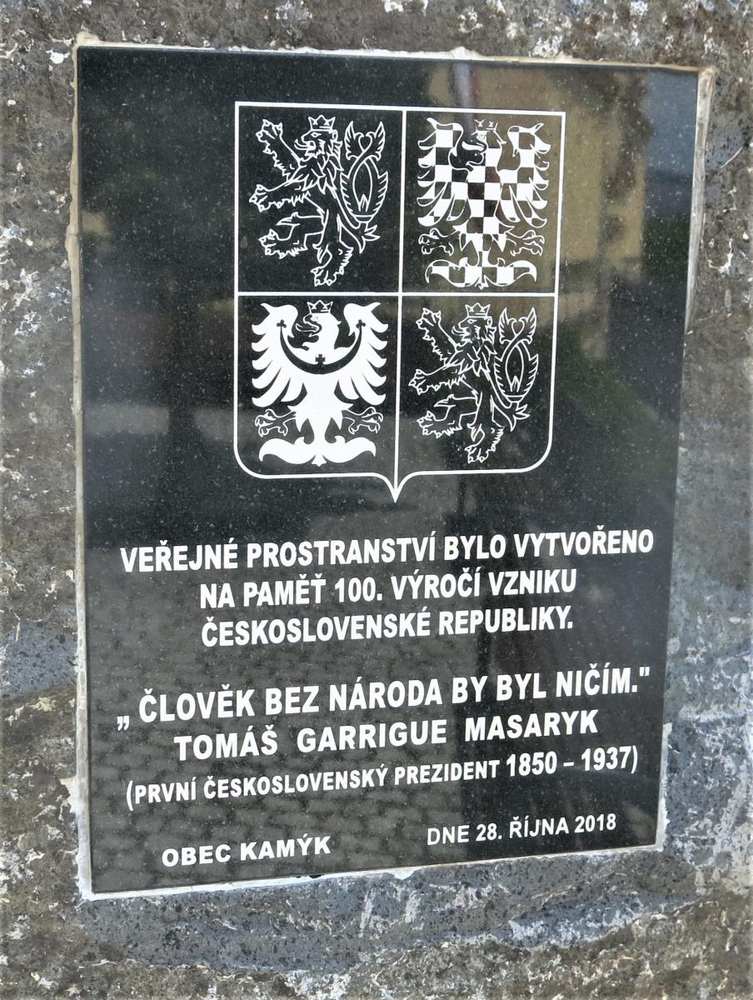 VEŘEJNÉ PROSTRANSTVÍ BYLO VYTVOŘENO
NA PAMĚŤ 100. VÝROČÍ VZNIKU
ČESKOSLOVENSKÉ REPUBLIKY.
„ ČLOVĚK BEZ NÁRODA BY BYL NIČÍM."
TOMÁŠ GARRIGUE MASARYK
(PRVNÍ ČESKOSLOVENSKÝ PREZIDENT 1850 – 1937)
OBEC KAMÝK DNE 28. ŘÍJNA 2018